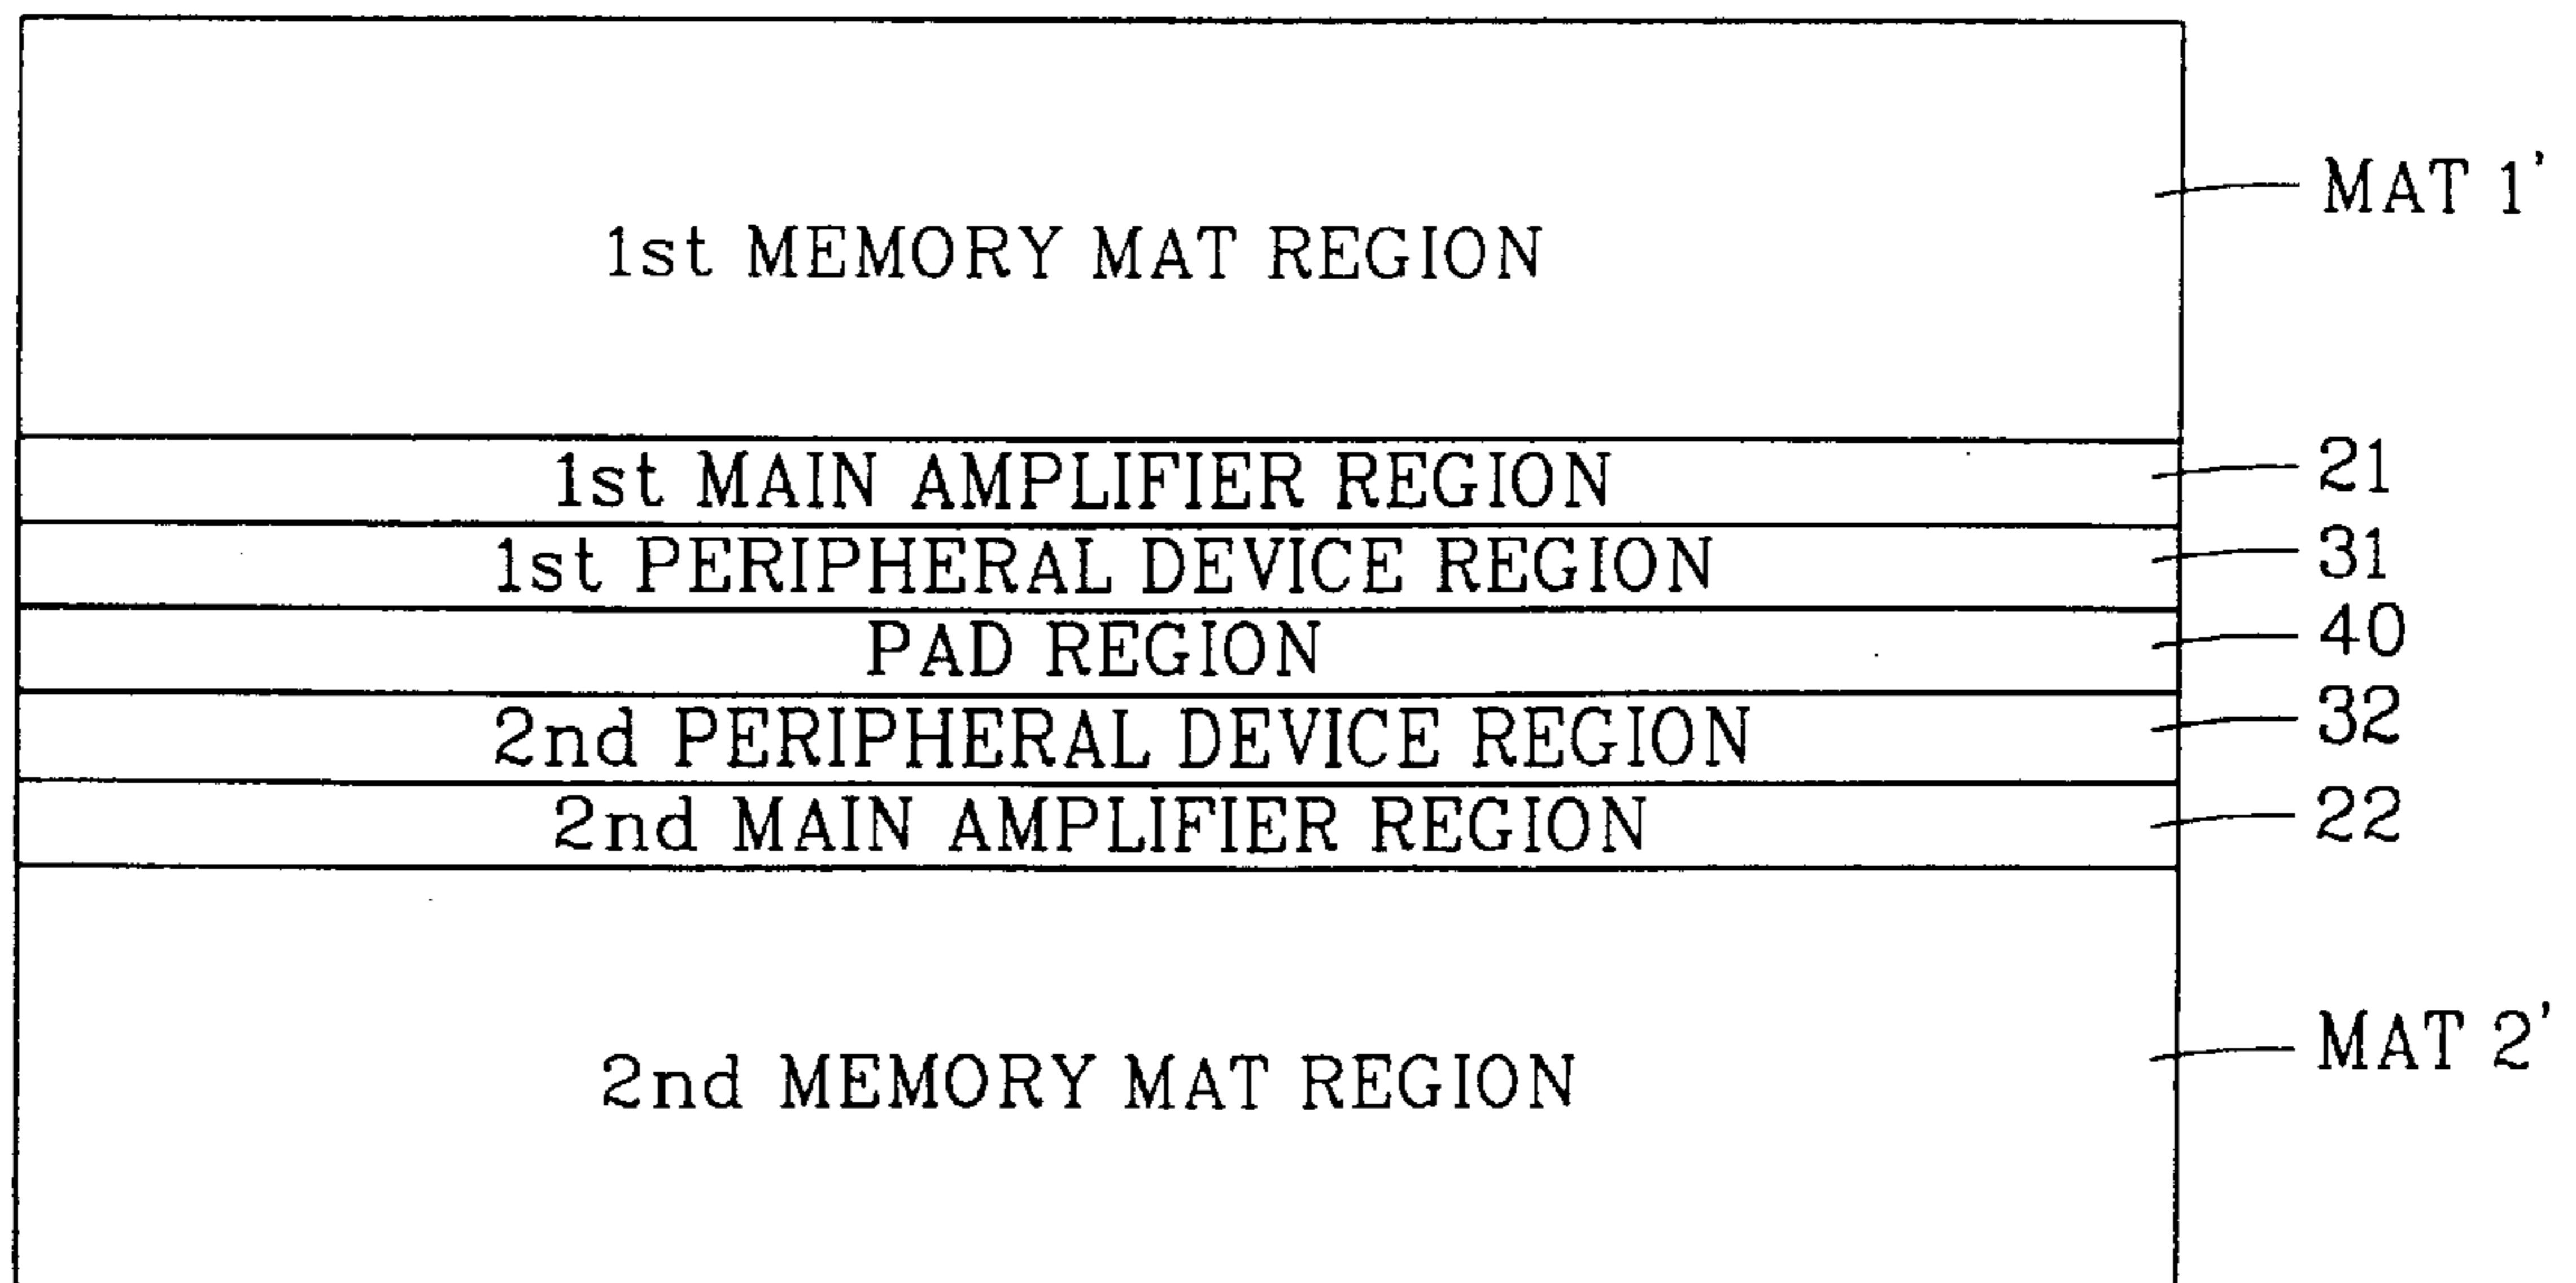 MAT 1'
1st MEMORY MAT REGION
1st MAIN AMPLIFIER REGION 21
1st PERIPHERAL DEVICE REGION 31
PAD REGION 40
2nd PERIPHERAL DEVICE REGION 32
2nd MAIN AMPLIFIER REGION 22
MAT 2'
2nd MEMORY MAT REGION